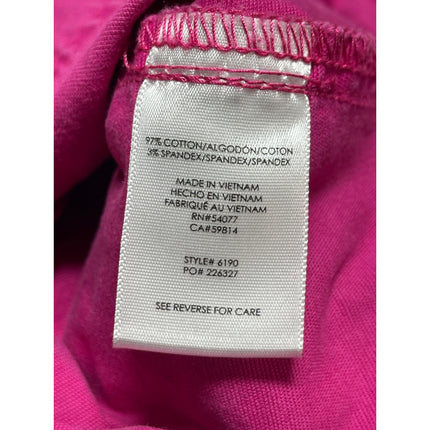 97% COTTON/ALGODÓN/COTON
3% SPANDEX/SPANDEX/SPANDEX
MADE IN VIETNAM
HECHO EN VIETNAM
FABRIQUÉ AU VIETNAM
RN#54077
CA#59814
STYLE# 6190
PO# 226327
SEE REVERSE FOR CARE